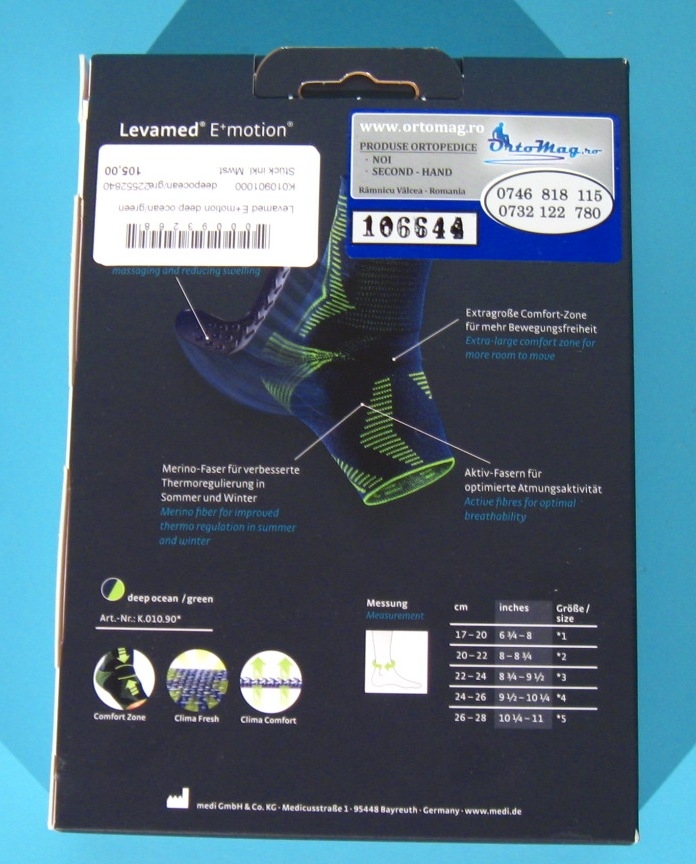 Levamed® E⁺motion®
www.ortomag.ro
PRODUSE ORTOPEDICE
- NOI
- SECOND - HAND
Râmnicu Vâlcea - Romania
OrtoMag.ro
0746 818 115
0732 122 780
106644
Levamed E+motion deep ocean/green
K010901000 deepocean/gre
Stuck inkl. Mwst 105,00
massaging and reducing swelling
Extragroße Comfort-Zone
für mehr Bewegungsfreiheit
Extra-large comfort zone for
more room to move
Merino-Faser für verbesserte
Thermoregulierung in
Sommer und Winter
Merino fiber for improved
thermo regulation in summer
and winter
Aktiv-Fasern für
optimierte Atmungsaktivität
Active fibres for optimal
breathability
deep ocean / green
Art.-Nr.: K.010.90*
Comfort Zone
Clima Fresh
Clima Comfort
Messung
Measurement
cm inches Größe / size
17 – 20 6 ¾ – 8 *1
20 – 22 8 – 8 ¾ *2
22 – 24 8 ¾ – 9 ½ *3
24 – 26 9 ½ – 10 ¼ *4
26 – 28 10 ¼ – 11 *5
medi GmbH & Co. KG · Medicusstraße 1 · 95448 Bayreuth · Germany · www.medi.de